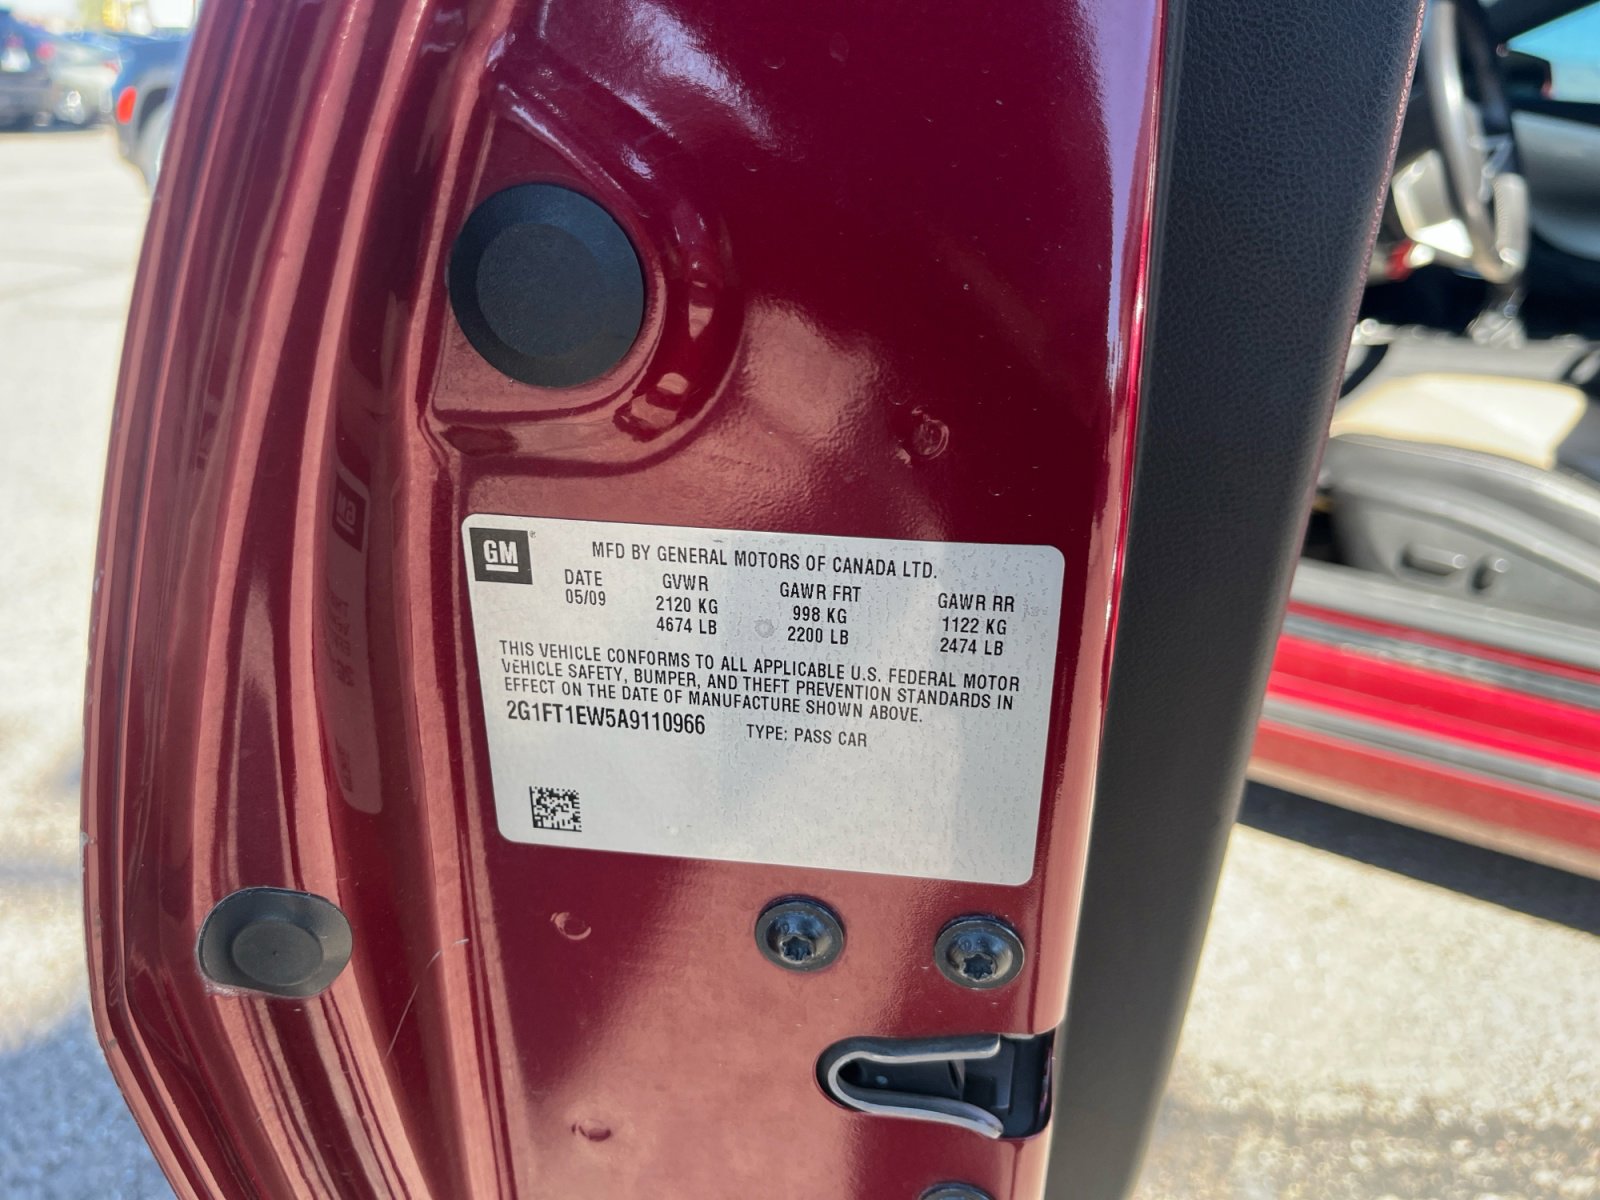 GM
MFD BY GENERAL MOTORS OF CANADA LTD.
DATE GVWR GAWR FRT GAWR RR
05/09 2120 KG 998 KG 1122 KG
4674 LB 2200 LB 2474 LB
THIS VEHICLE CONFORMS TO ALL APPLICABLE U.S. FEDERAL MOTOR
VEHICLE SAFETY, BUMPER, AND THEFT PREVENTION STANDARDS IN
EFFECT ON THE DATE OF MANUFACTURE SHOWN ABOVE.
2G1FT1EW5A9110966 TYPE: PASS CAR